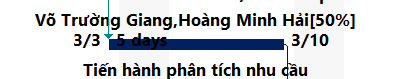 Võ Trường Giang,Hoàng Minh Hải[50%]
3/3 5 days 3/10
Tiến hành phân tích nhu cầu